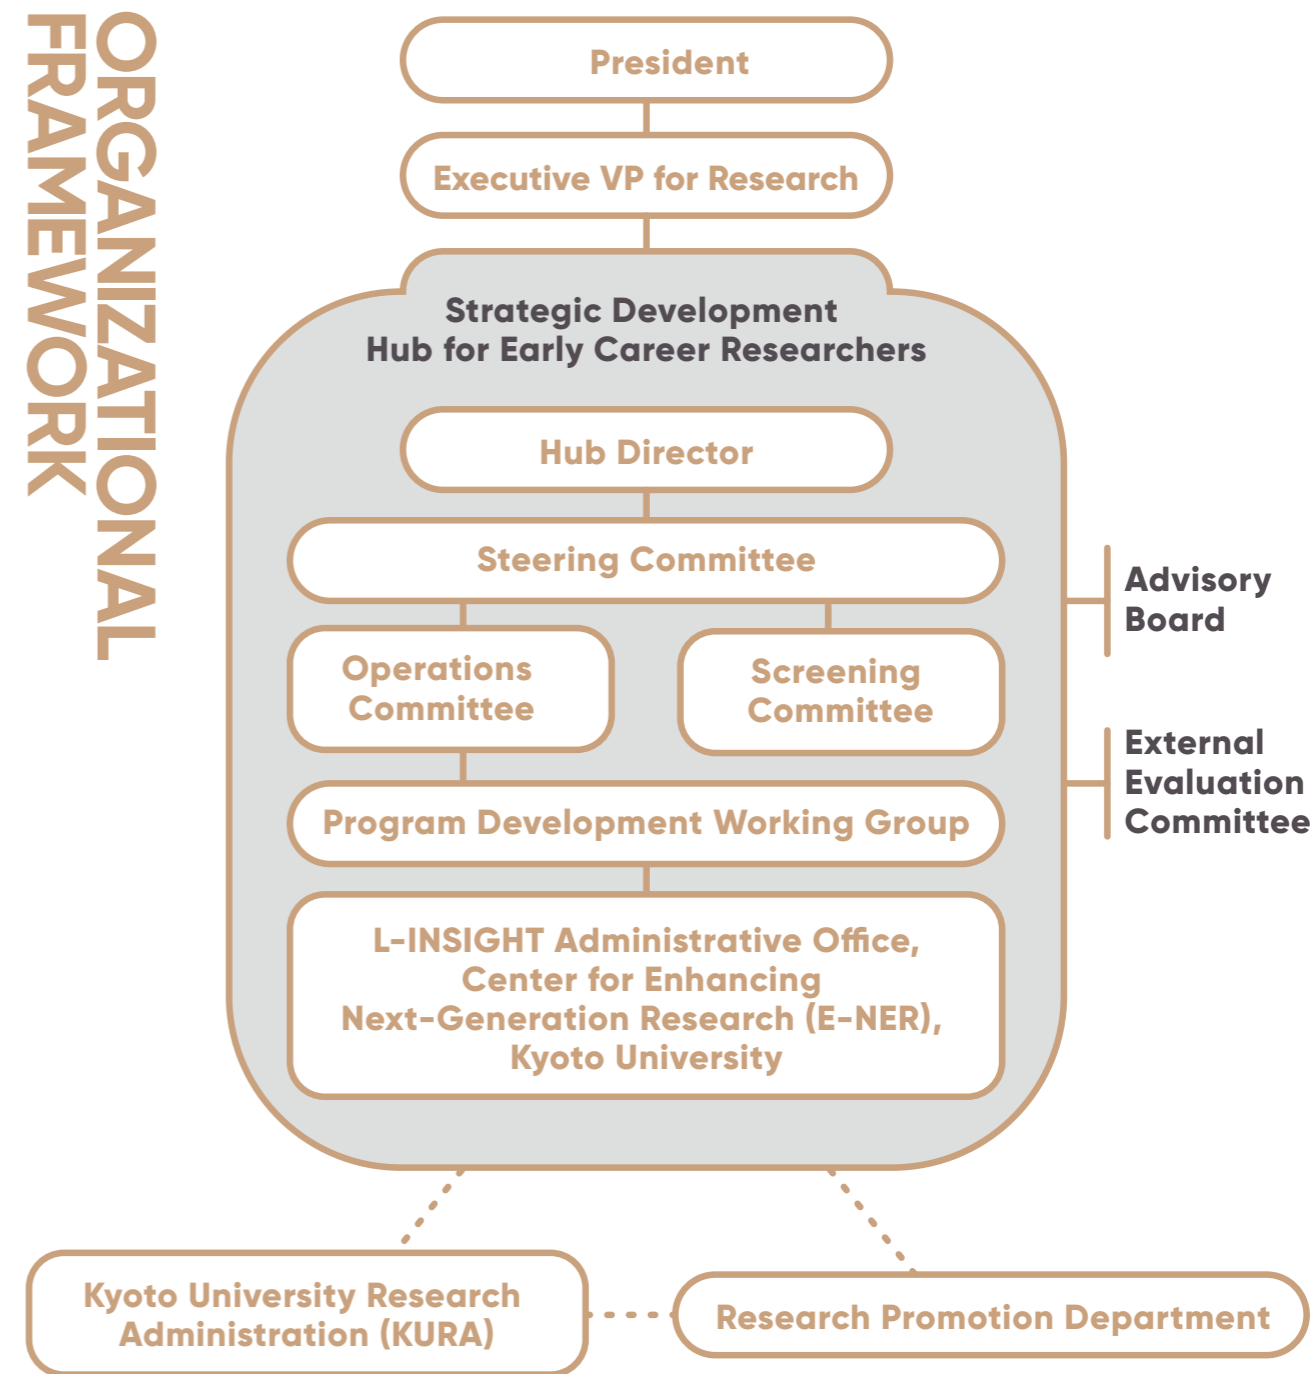 ORGANIZATIONAL
FRAMEWORK
President
Executive VP for Research
Strategic Development
Hub for Early Career Researchers
Hub Director
Steering Committee
Operations
Committee
Screening
Committee
Program Development Working Group
L-INSIGHT Administrative Office,
Center for Enhancing
Next-Generation Research (E-NER),
Kyoto University
Advisory
Board
External
Evaluation
Committee
Kyoto University Research
Administration (KURA)
Research Promotion Department